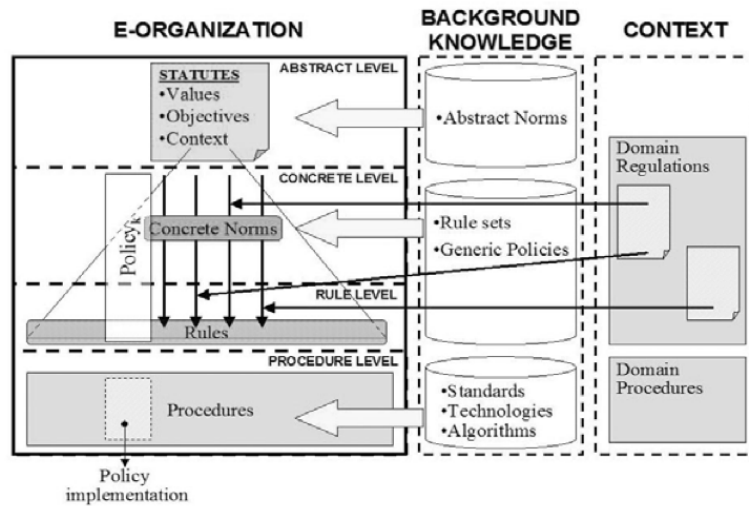 E-ORGANIZATION
BACKGROUND
KNOWLEDGE
CONTEXT
ABSTRACT LEVEL
STATUTES
•Values
•Objectives
•Context
•Abstract Norms
CONCRETE LEVEL
Policyk
Concrete Norms
•Rule sets
•Generic Policies
Domain
Regulations
RULE LEVEL
Rules
PROCEDURE LEVEL
Procedures
•Standards
•Technologies
•Algorithms
Domain
Procedures
Policy
implementation